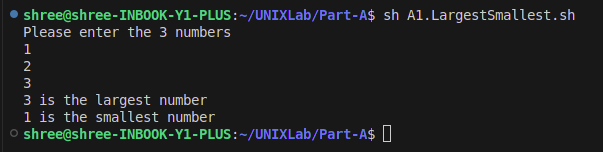 shree@shree-INBOOK-Y1-PLUS:~/UNIXLab/Part-A$ sh A1.LargestSmallest.sh
Please enter the 3 numbers
1
2
3
3 is the largest number
1 is the smallest number
shree@shree-INBOOK-Y1-PLUS:~/UNIXLab/Part-A$